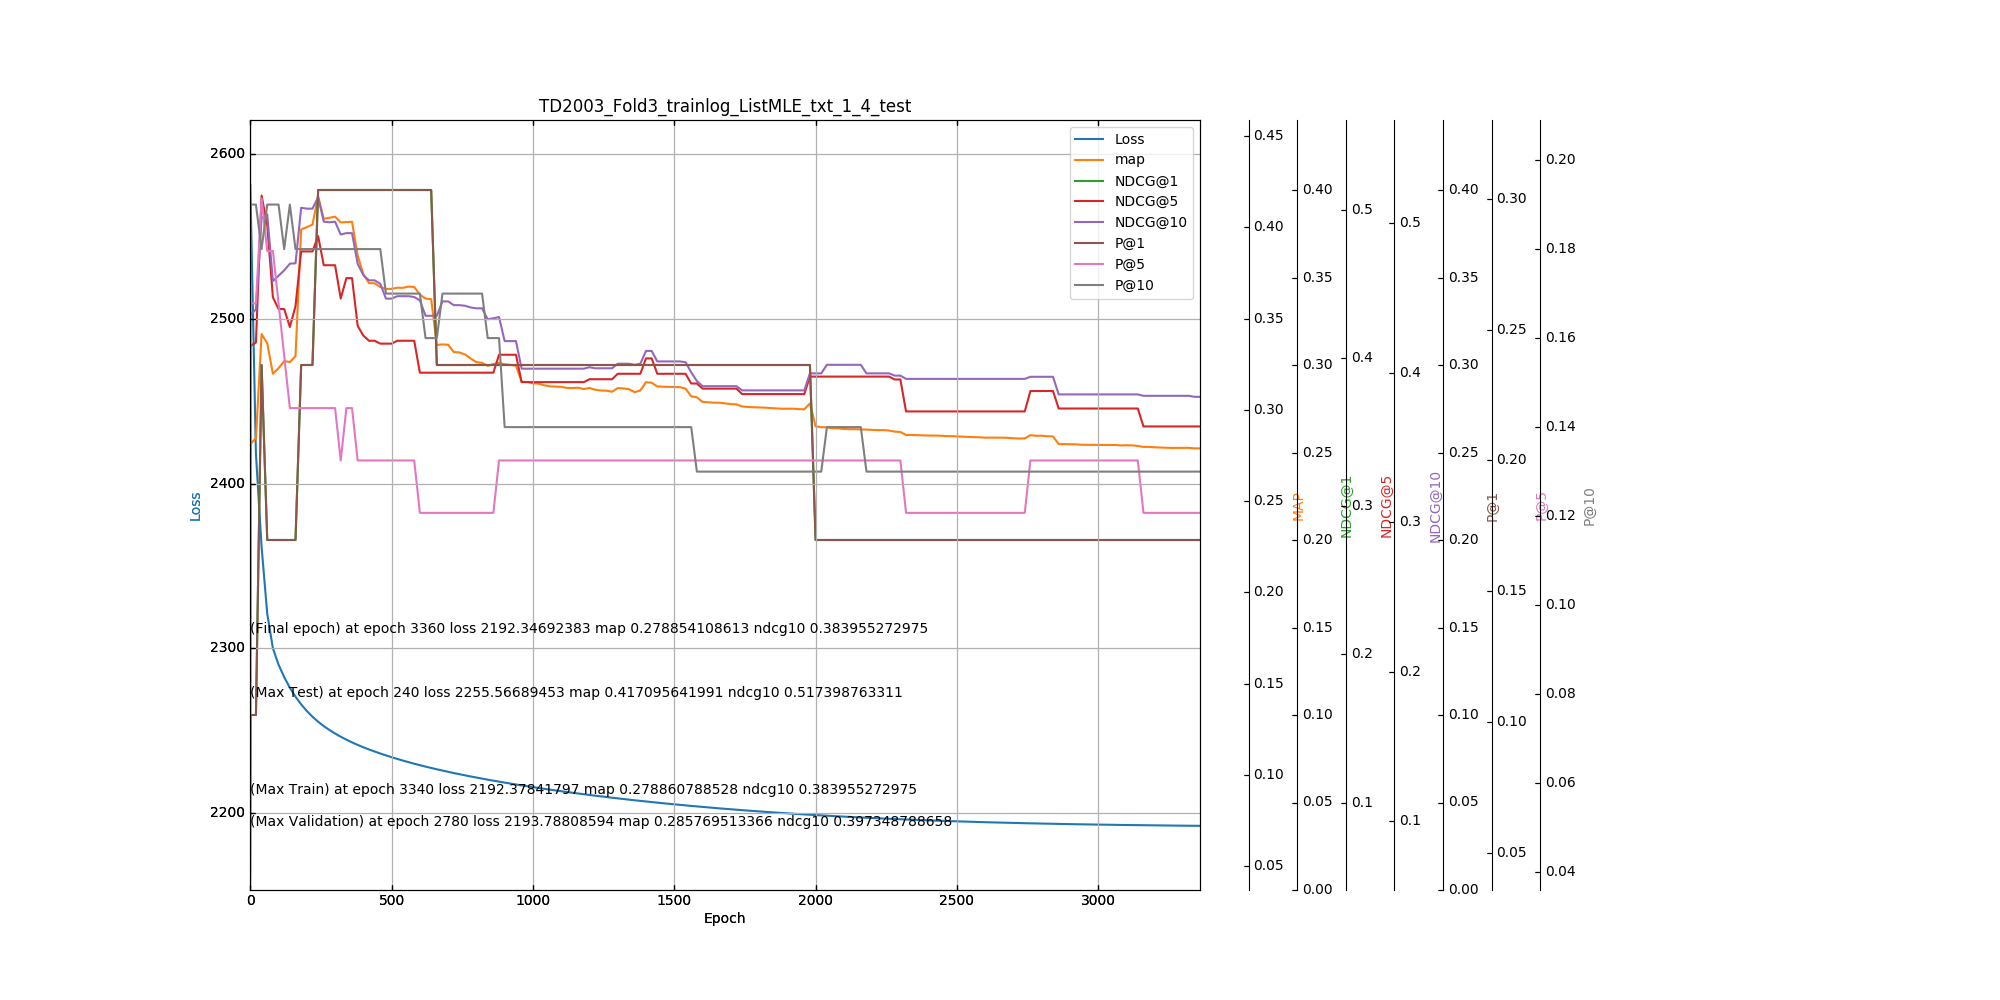 TD2003_Fold3_trainlog_ListMLE_txt_1_4_test
Loss
map
NDCG@1
NDCG@5
NDCG@10
P@1
P@5
P@10
2600
2500
2400
2300
2200
Loss
(Final epoch) at epoch 3360 loss 2192.34692383 map 0.278854108613 ndcg10 0.383955272975
(Max Test) at epoch 240 loss 2255.56689453 map 0.417095641991 ndcg10 0.517398763311
(Max Train) at epoch 3340 loss 2192.37841797 map 0.278860788528 ndcg10 0.383955272975
(Max Validation) at epoch 2780 loss 2193.78808594 map 0.285769513366 ndcg10 0.397348788658
0 500 1000 1500 2000 2500 3000
Epoch
0.45
0.40
0.35
0.30
0.25
0.20
0.15
0.10
0.05
MAP
0.40
0.35
0.30
0.25
0.20
0.15
0.10
0.05
0.00
NDCG@1
0.5
0.4
0.3
0.2
0.1
NDCG@5
0.5
0.4
0.3
0.2
0.1
NDCG@10
0.40
0.35
0.30
0.25
0.20
0.15
0.10
0.05
0.00
P@1
0.30
0.25
0.20
0.15
0.10
0.05
P@5
0.20
0.18
0.16
0.14
0.12
0.10
0.08
0.06
0.04
P@10